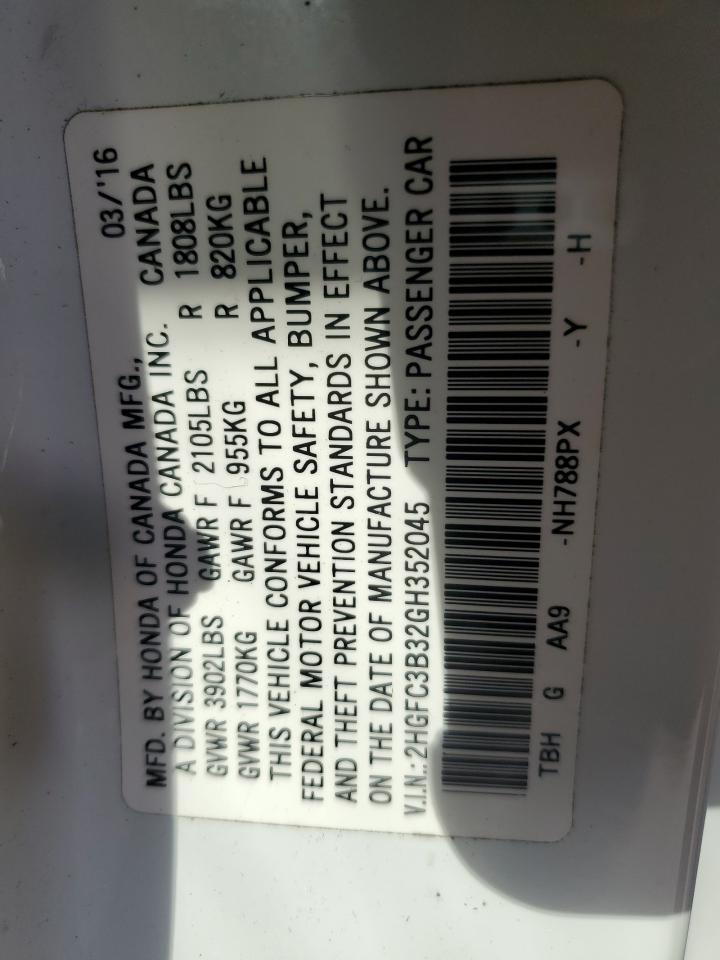 MFD. BY HONDA OF CANADA MFG., 03/'16
A DIVISION OF HONDA CANADA INC. CANADA
GVWR 3902LBS GAWR F 2105LBS R 1808LBS
GVWR 1770KG GAWR F 955KG R 820KG
THIS VEHICLE CONFORMS TO ALL APPLICABLE
FEDERAL MOTOR VEHICLE SAFETY, BUMPER,
AND THEFT PREVENTION STANDARDS IN EFFECT
ON THE DATE OF MANUFACTURE SHOWN ABOVE.
V.I.N.: 2HGFC3B32GH352045 TYPE: PASSENGER CAR
TBH G AA9 -NH788PX -Y -H